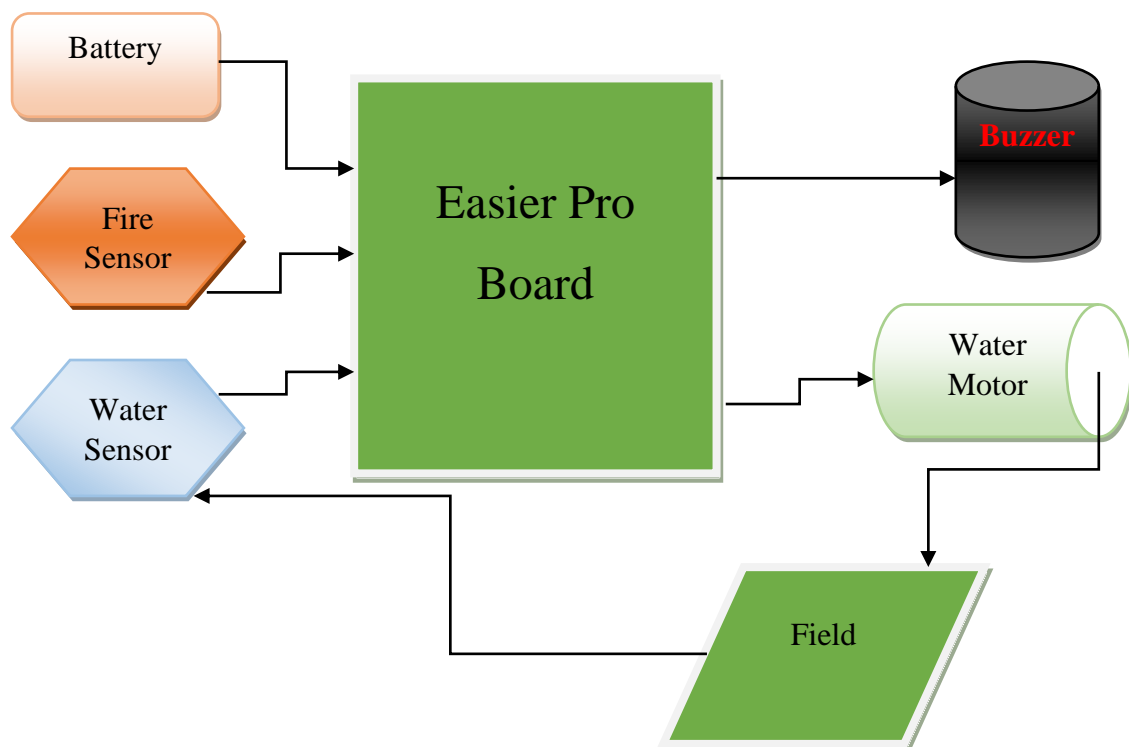 Battery
Fire
Sensor
Water
Sensor
Easier Pro
Board
Buzzer
Water
Motor
Field